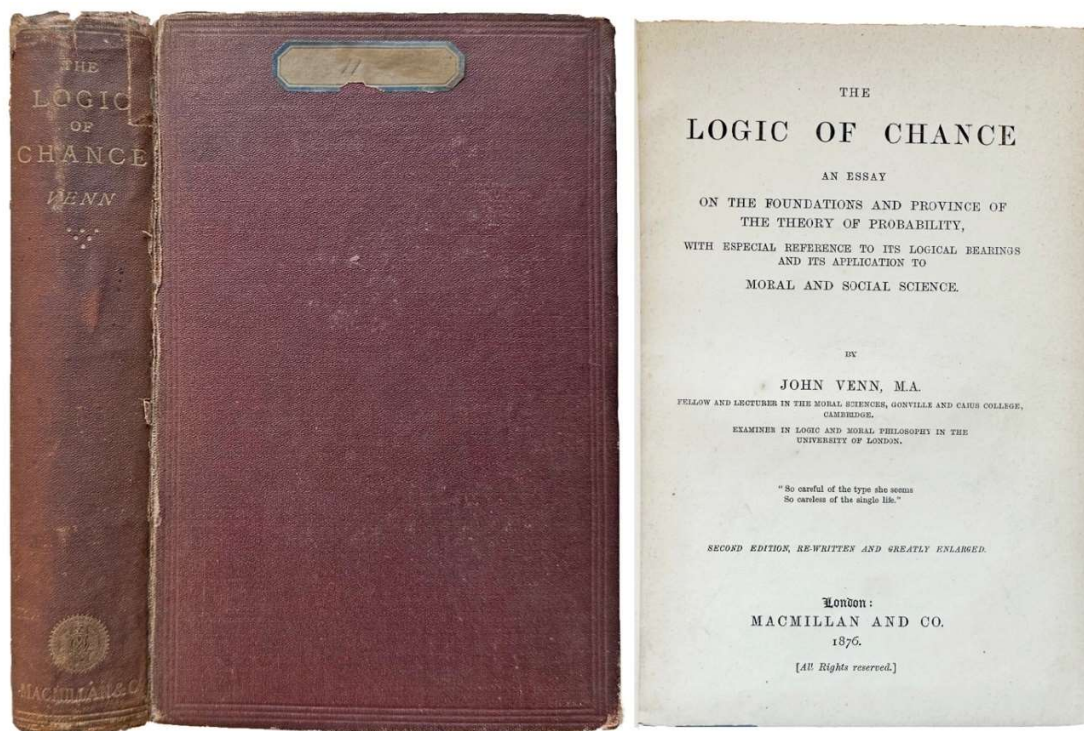 THE
LOGIC
OF
CHANCE
VENN
MACMILLAN & Co
11
THE
LOGIC OF CHANCE
AN ESSAY
ON THE FOUNDATIONS AND PROVINCE OF
THE THEORY OF PROBABILITY,
WITH ESPECIAL REFERENCE TO ITS LOGICAL BEARINGS
AND ITS APPLICATION TO
MORAL AND SOCIAL SCIENCE.
BY
JOHN VENN, M.A.
FELLOW AND LECTURER IN THE MORAL SCIENCES, GONVILLE AND CAIUS COLLEGE,
CAMBRIDGE.
EXAMINER IN LOGIC AND MORAL PHILOSOPHY IN THE
UNIVERSITY OF LONDON.
"So careful of the type she seems
So careless of the single life."
SECOND EDITION, RE-WRITTEN AND GREATLY ENLARGED.
London:
MACMILLAN AND CO.
1876.
[All Rights reserved.]